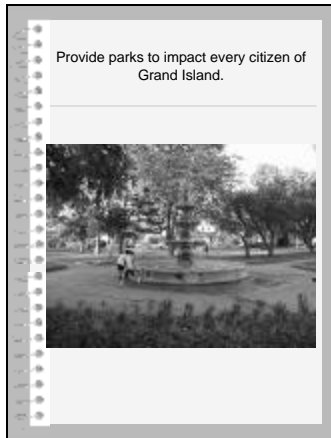 Provide parks to impact every citizen of
Grand Island.